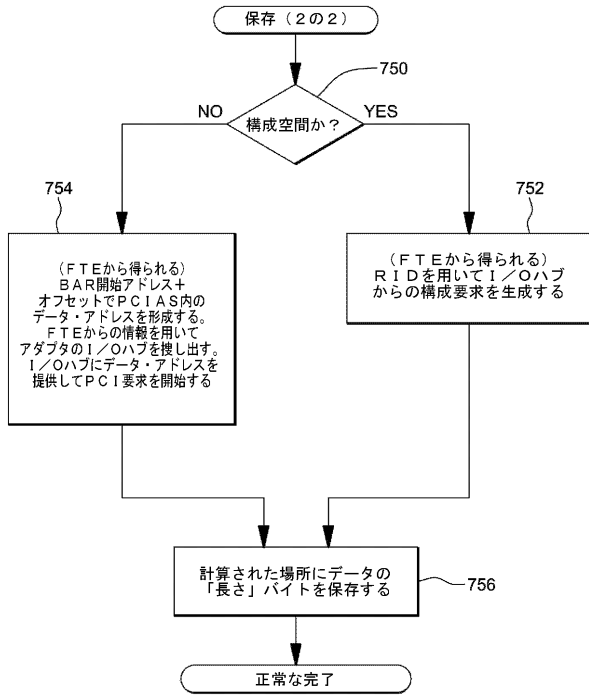 保存（２の２）
750
構成空間か？
NO
YES
754
752
（ＦＴＥから得られる）
ＢＡＲ開始アドレス＋
オフセットでＰＣＩＡＳ内の
データ・アドレスを形成する。
ＦＴＥからの情報を用いて
アダプタのＩ／Ｏハブを捜し出す。
Ｉ／Ｏハブにデータ・アドレスを
提供してＰＣＩ要求を開始する
（ＦＴＥから得られる）
ＲＩＤを用いてＩ／Ｏハブ
からの構成要求を生成する
計算された場所にデータの
「長さ」バイトを保存する
756
正常な完了